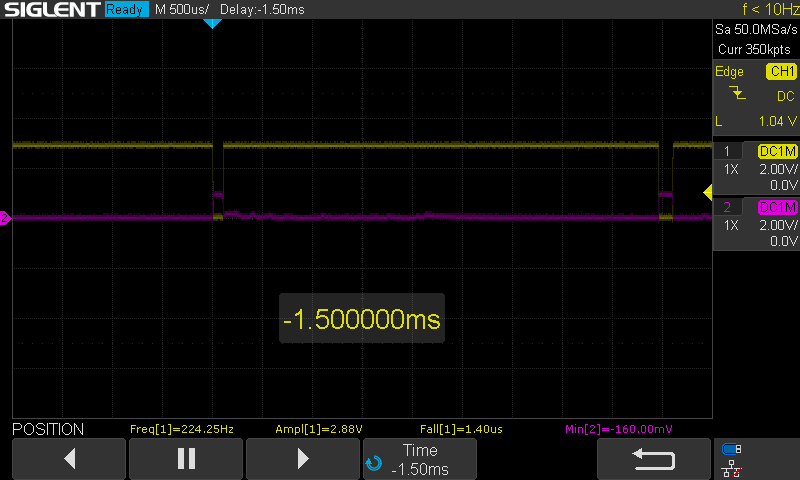 SIGLENT Ready M 500us/ Delay:-1.50ms f < 10Hz
Sa 50.0MSa/s
Curr 350kpts
Edge CH1
DC
L 1.04 V
1 DC1M
1X 2.00V/
0.0V
2 DC1M
1X 2.00V/
0.0V
2
-1.500000ms
POSITION Freq[1]=224.25Hz Ampl[1]=2.88V Fall[1]=1.40us Min[2]=-160.00mV
Time
-1.50ms